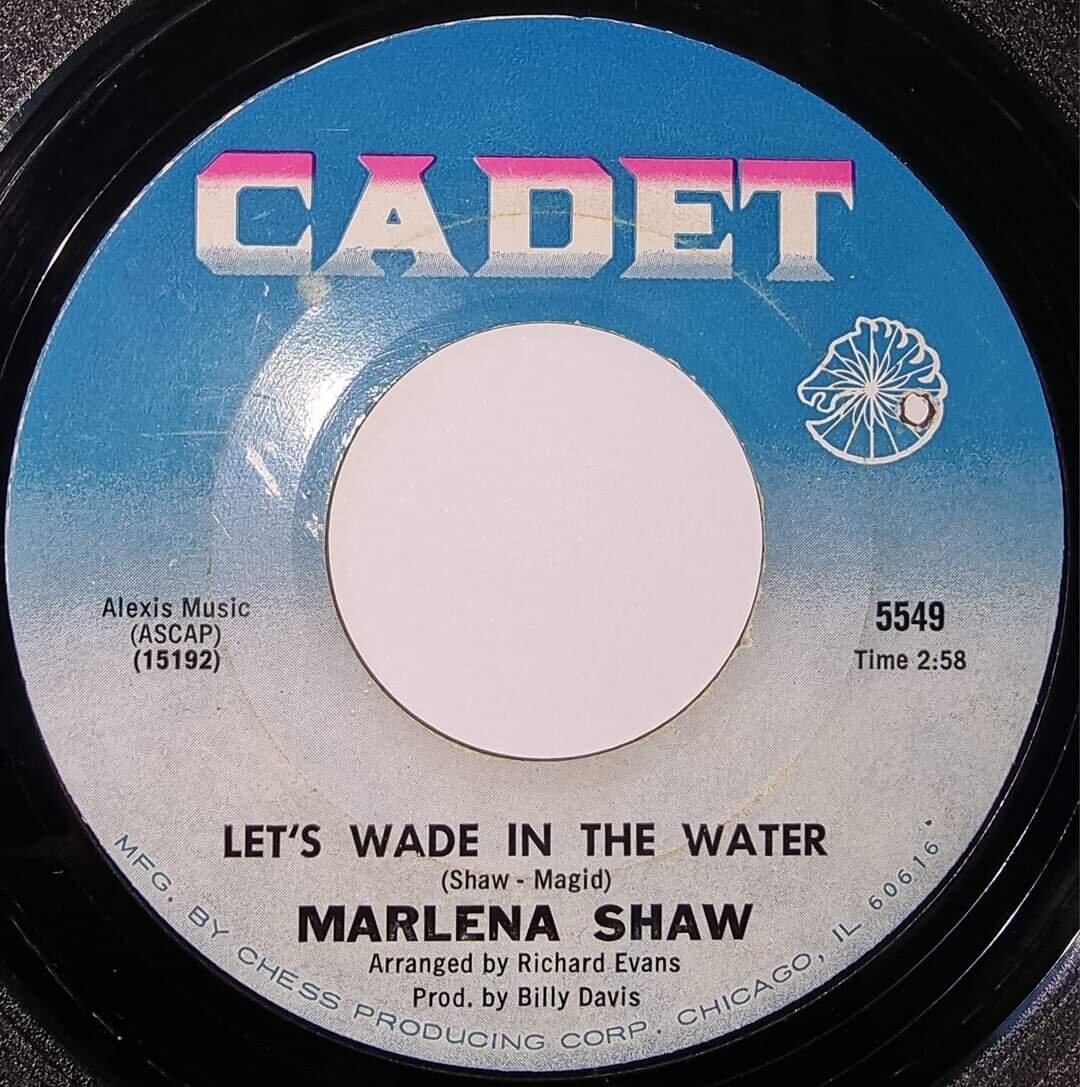 CADET
Alexis Music
(ASCAP)
(15192)
5549
Time 2:58
LET'S WADE IN THE WATER
(Shaw - Magid)
MARLENA SHAW
Arranged by Richard Evans
Prod. by Billy Davis
MFG. BY CHESS PRODUCING CORP. CHICAGO, IL 60616